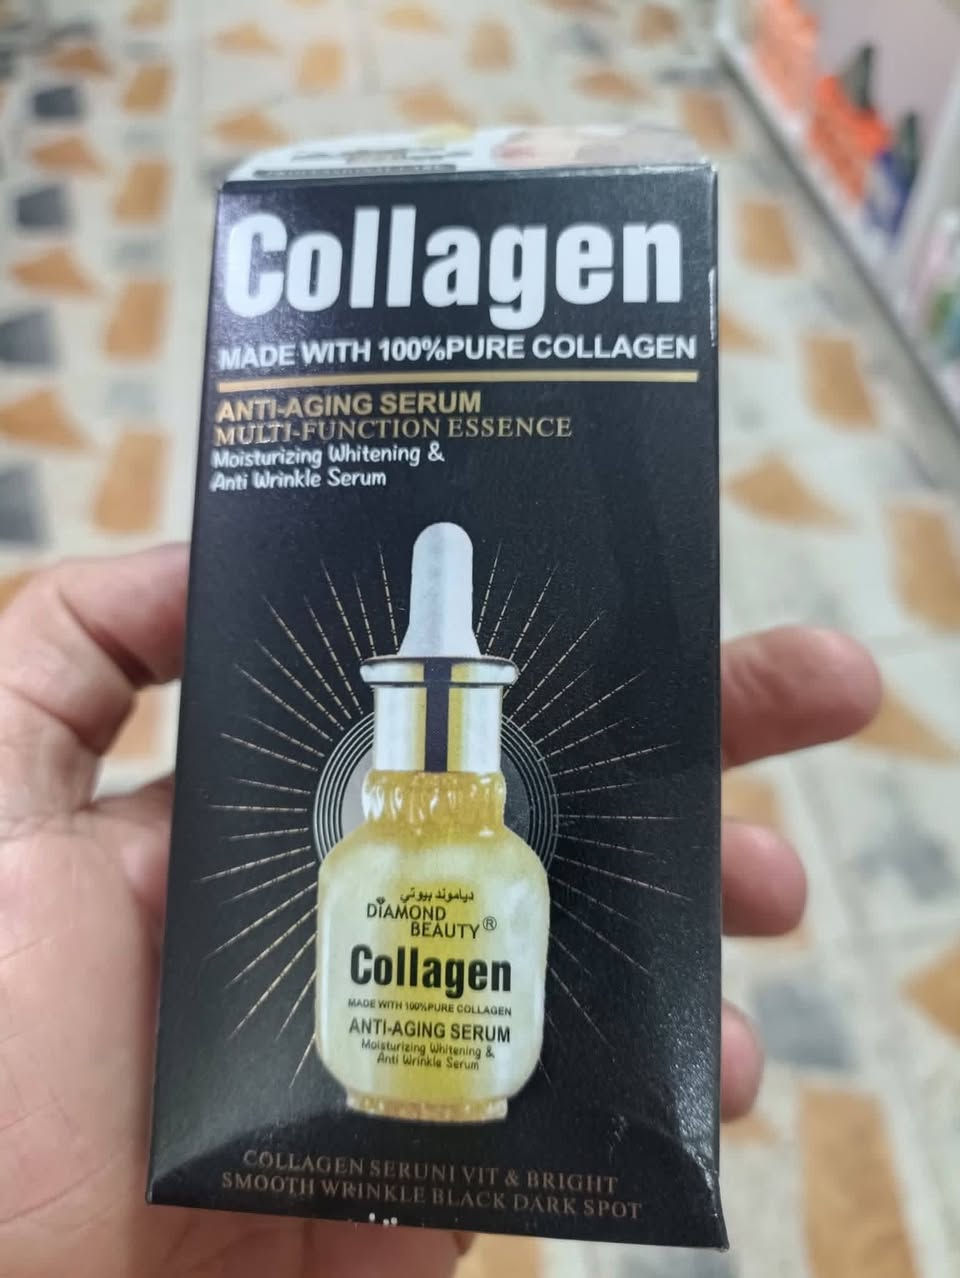 Collagen
MADE WITH 100%PURE COLLAGEN
ANTI-AGING SERUM
MULTI-FUNCTION ESSENCE
Moisturizing Whitening &
Anti Wrinkle Serum
دياموند بيوتي
DIAMOND
BEAUTY®
Collagen
MADE WITH 100%PURE COLLAGEN
ANTI-AGING SERUM
Moisturizing Whitening &
Anti Wrinkle Serum
COLLAGEN SERUNI VIT & BRIGHT
SMOOTH WRINKLE BLACK DARK SPOT